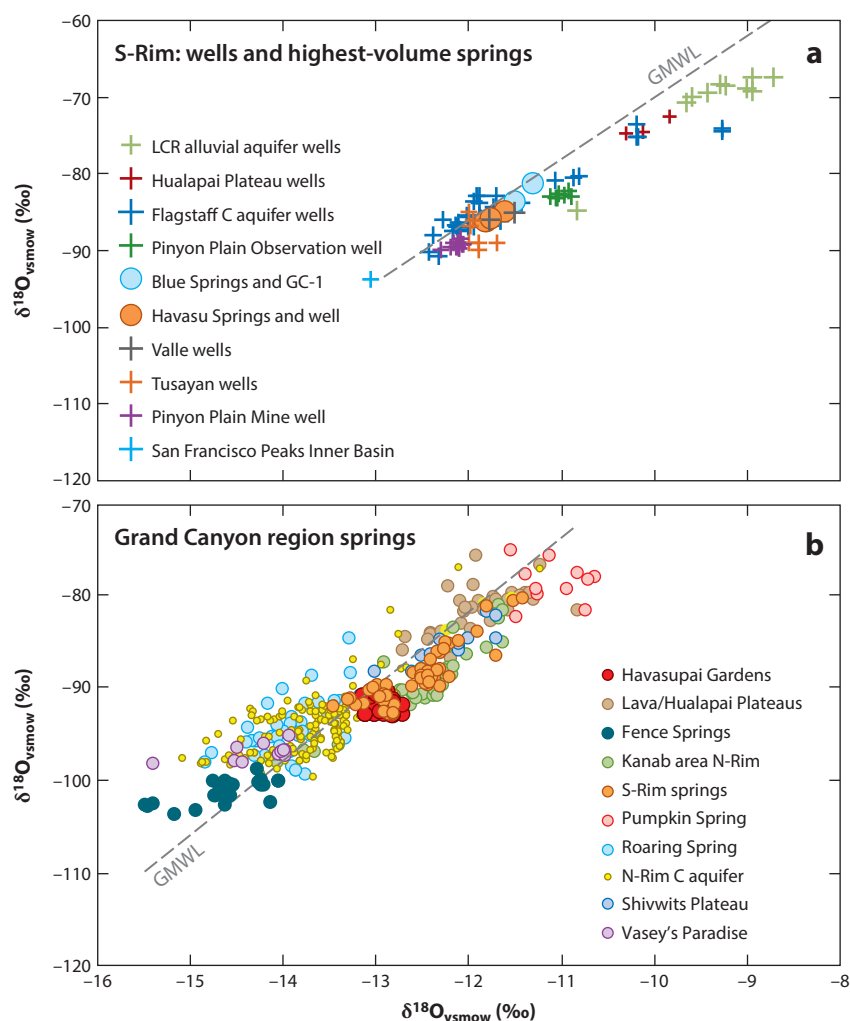 S-Rim: wells and highest-volume springs
a
GMWL
LCR alluvial aquifer wells
Hualapai Plateau wells
Flagstaff C aquifer wells
Pinyon Plain Observation well
Blue Springs and GC-1
Havasu Springs and well
Valle wells
Tusayan wells
Pinyon Plain Mine well
San Francisco Peaks Inner Basin
δ¹⁸Ovsmow (‰)
−60
−70
−80
−90
−100
−110
−120
Grand Canyon region springs
b
GMWL
Havasupai Gardens
Lava/Hualapai Plateaus
Fence Springs
Kanab area N-Rim
S-Rim springs
Pumpkin Spring
Roaring Spring
N-Rim C aquifer
Shivwits Plateau
Vasey's Paradise
δ¹⁸Ovsmow (‰)
−70
−80
−90
−100
−110
−120
−16 −15 −14 −13 −12 −11 −10 −9 −8
δ¹⁸Ovsmow (‰)